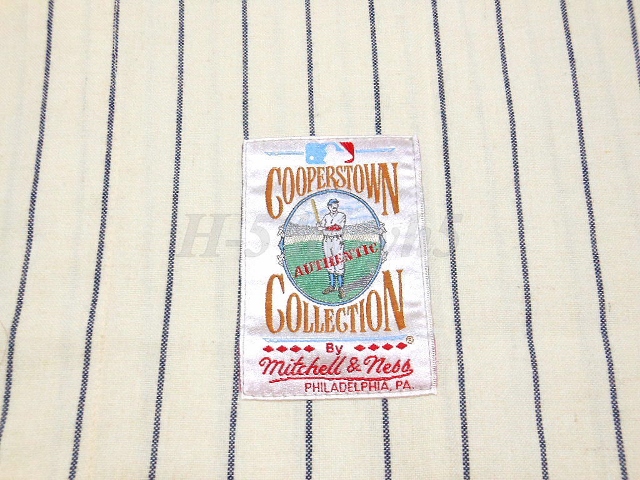 COOPERSTOWN
AUTHENTIC
COLLECTION
By
Mitchell & Ness
PHILADELPHIA, PA.